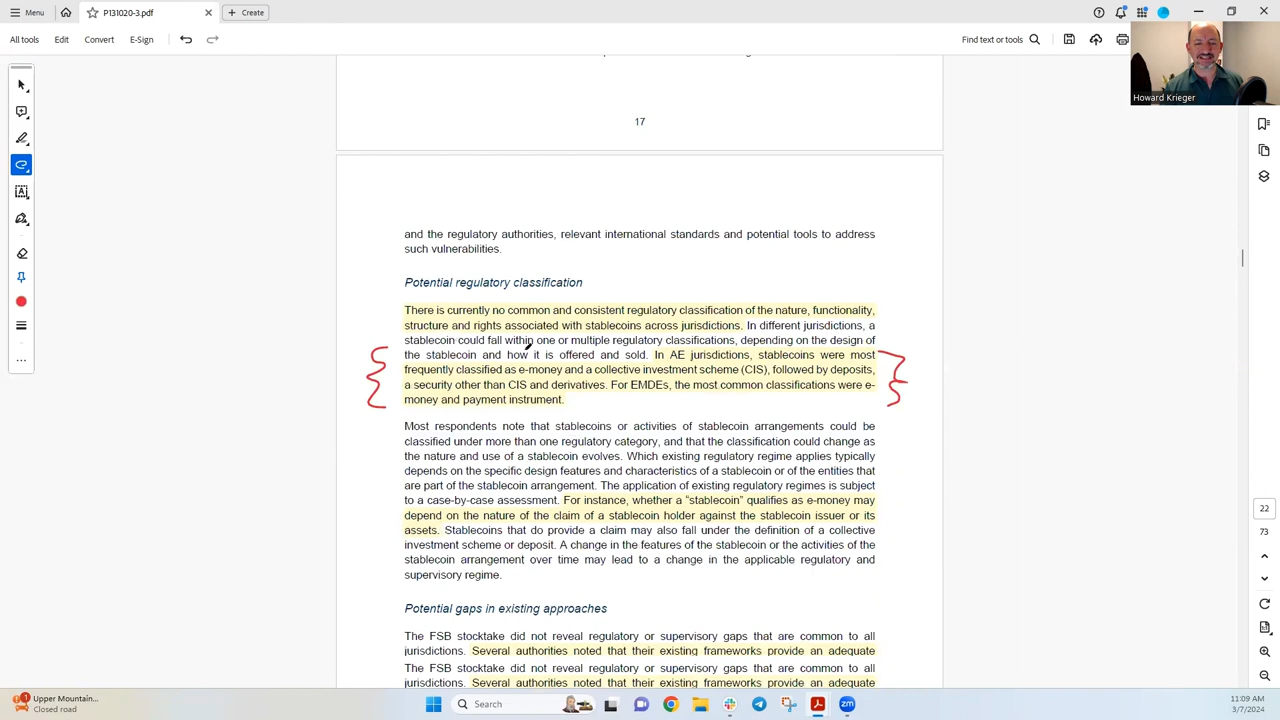 Menu
P131020-3.pdf
Create
All tools
Edit
Convert
E-Sign
Find text or tools
Howard Krieger
17
and the regulatory authorities, relevant international standards and potential tools to address
such vulnerabilities.
Potential regulatory classification
There is currently no common and consistent regulatory classification of the nature, functionality,
structure and rights associated with stablecoins across jurisdictions. In different jurisdictions, a
stablecoin could fall within one or multiple regulatory classifications, depending on the design of
the stablecoin and how it is offered and sold. In AE jurisdictions, stablecoins were most
frequently classified as e-money and a collective investment scheme (CIS), followed by deposits,
a security other than CIS and derivatives. For EMDEs, the most common classifications were e-
money and payment instrument.
Most respondents note that stablecoins or activities of stablecoin arrangements could be
classified under more than one regulatory category, and that the classification could change as
the nature and use of a stablecoin evolves. Which existing regulatory regime applies typically
depends on the specific design features and characteristics of a stablecoin or of the entities that
are part of the stablecoin arrangement. The application of existing regulatory regimes is subject
to a case-by-case assessment. For instance, whether a “stablecoin” qualifies as e-money may
depend on the nature of the claim of a stablecoin holder against the stablecoin issuer or its
assets. Stablecoins that do provide a claim may also fall under the definition of a collective
investment scheme or deposit. A change in the features of the stablecoin or the activities of the
stablecoin arrangement over time may lead to a change in the applicable regulatory and
supervisory regime.
Potential gaps in existing approaches
The FSB stocktake did not reveal regulatory or supervisory gaps that are common to all
jurisdictions. Several authorities noted that their existing frameworks provide an adequate
The FSB stocktake did not reveal regulatory or supervisory gaps that are common to all
jurisdictions. Several authorities noted that their existing frameworks provide an adequate
22
73
Upper Mountain...
Closed road
Search
zm
11:09 AM
3/7/2024